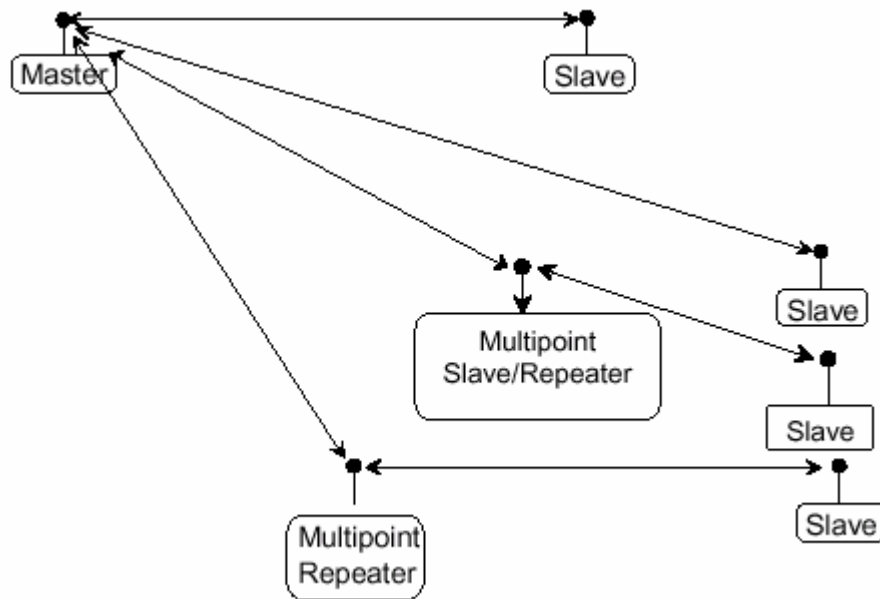 Master
Slave
Slave
Multipoint
Slave/Repeater
Slave
Slave
Multipoint
Repeater